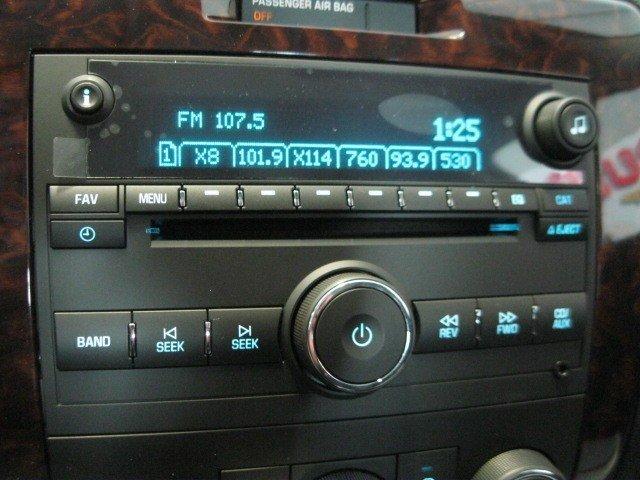 PASSENGER AIR BAG
OFF
i
FM 107.5
1:25
1 X8 101.9 X114 760 93.9 530
FAV MENU CAT
EJECT
BAND SEEK SEEK REV FWD CD/AUX